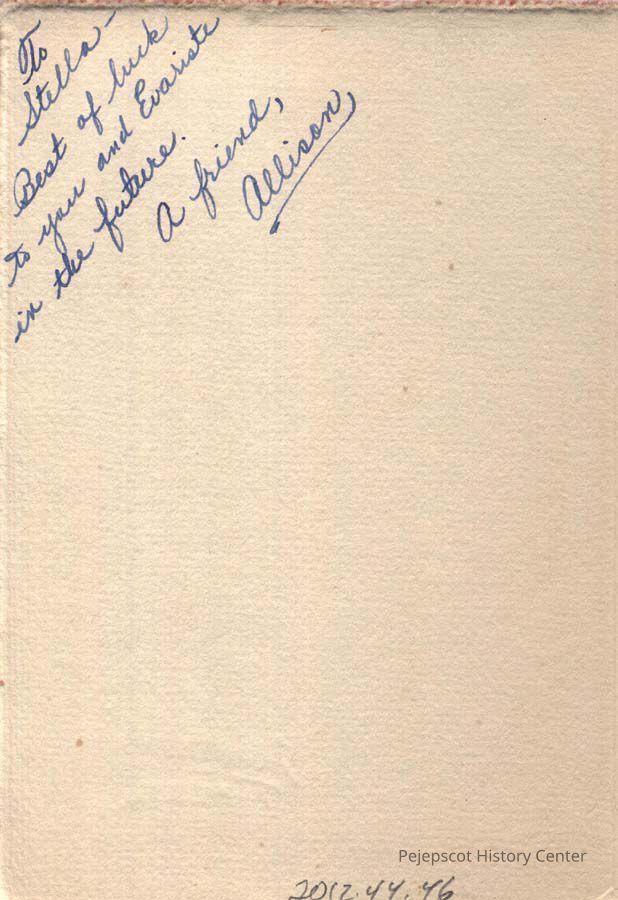 To
Stella-
Best of luck
to you and Evariste
in the future.
A friend,
Allison,
Pejepscot History Center
2012.44.46